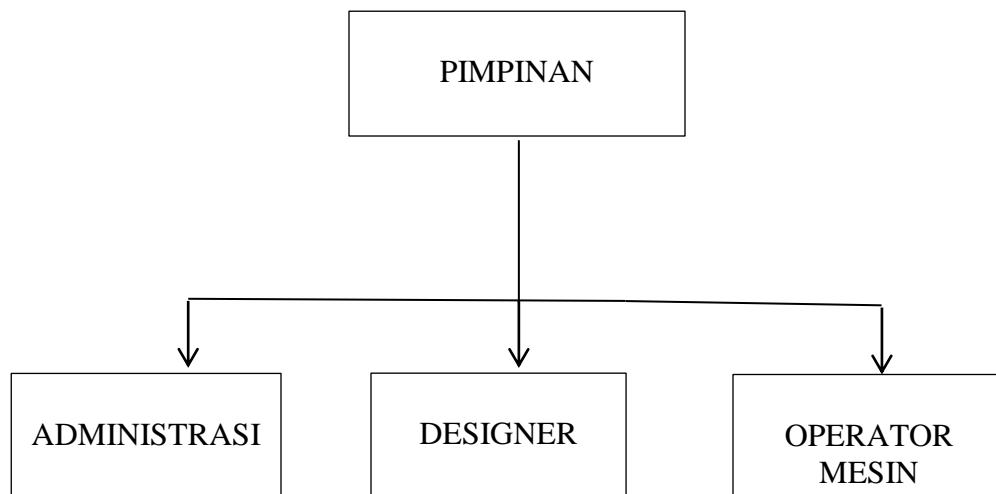 PIMPINAN
ADMINISTRASI
DESIGNER
OPERATOR
MESIN